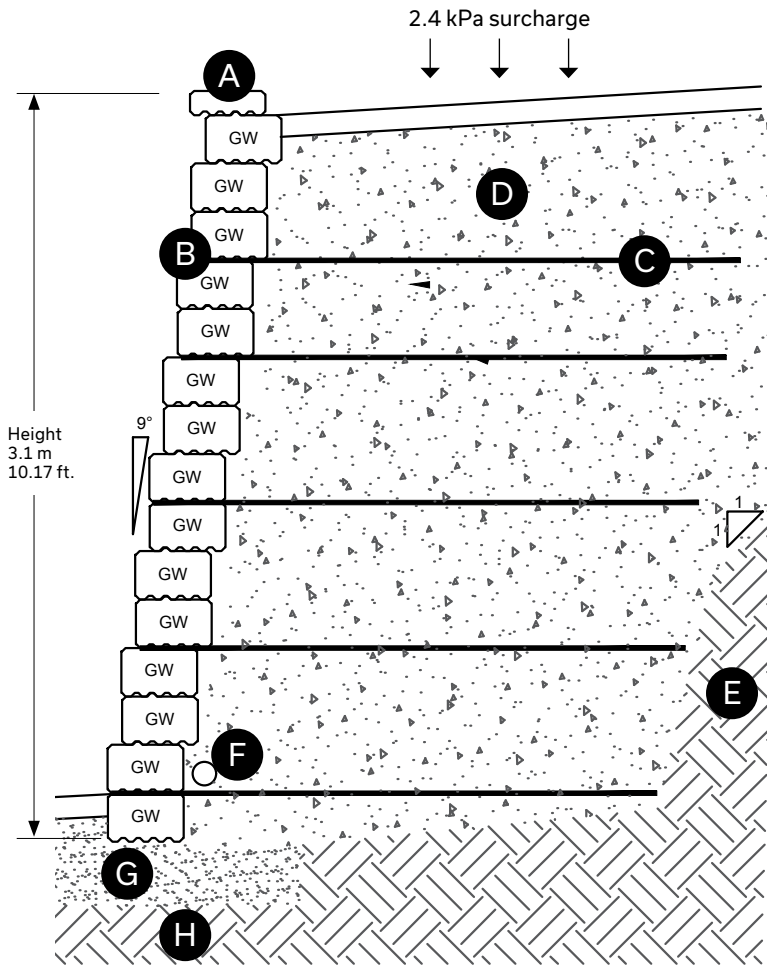 2.4 kPa surcharge
A
GW
GW
D
GW
B
C
GW
GW
GW
9°
GW
Height
3.1 m
10.17 ft.
GW
1
1
GW
GW
GW
GW
E
GW
F
GW
GW
G
H